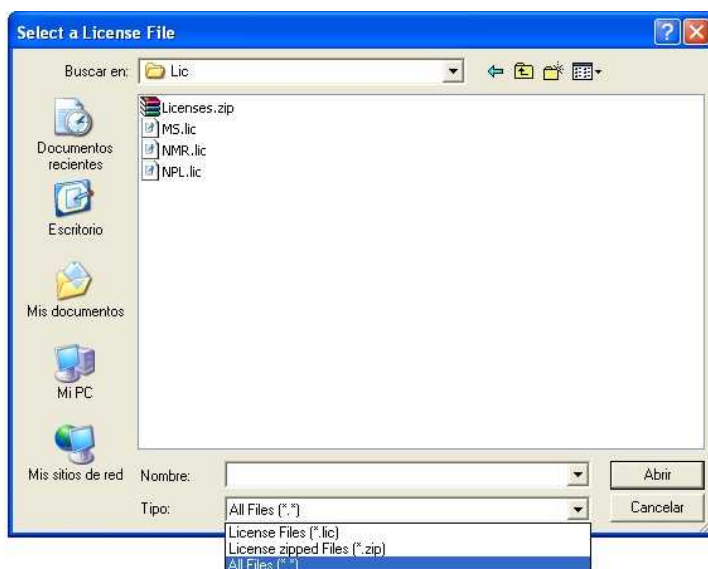 Select a License File
Buscar en: Lic
Licenses.zip
MS.lic
NMR.lic
NPL.lic
Documentos
recientes
Escritorio
Mis documentos
Mi PC
Mis sitios de red
Nombre:
Abrir
Tipo: All Files (*.*)
Cancelar
License Files (*.lic)
License zipped Files (*.zip)
All Files (*.*)